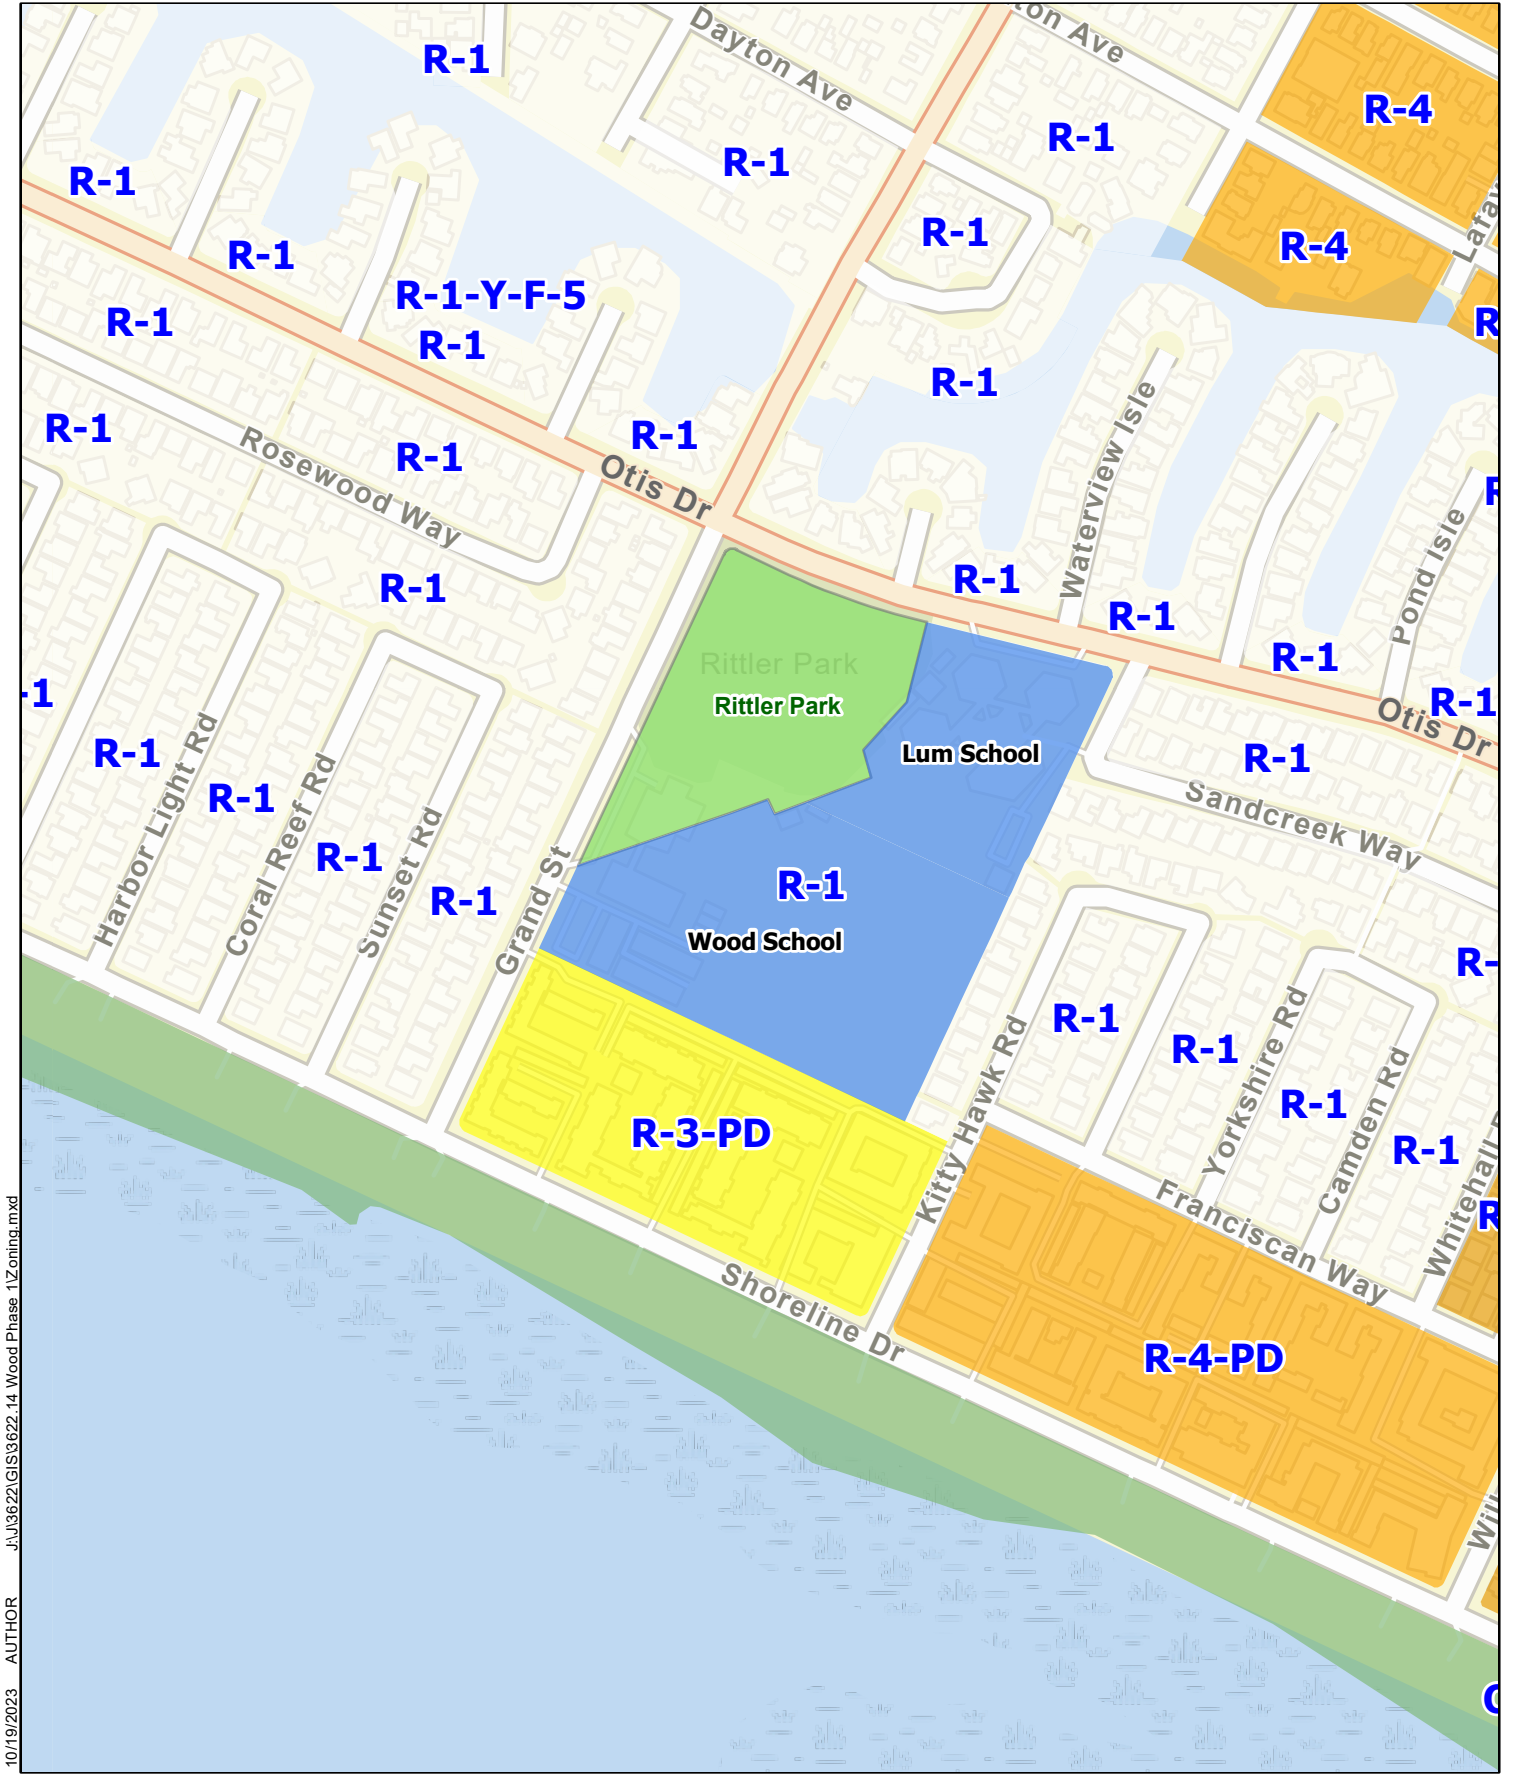 Dayton Ave
ton Ave
R-1
R-4
R-1
R-1
R-1
R-1
R-4
Lafay
R-1
R-1-Y-F-5
R-1
R-1
R
R-1
Waterview Isle
R-1
R-1
R-1
Rosewood Way
Otis Dr
R
Pond Isle
R-1
R-1
R-1
R-1
Rittler Park
Rittler Park
-1
R-1
Otis Dr
Lum School
R-1
R-1
Harbor Light Rd
R-1
Coral Reef Rd
Sandcreek Way
R-1
Sunset Rd
R-1
Grand St
R-1
Wood School
R-
R-1
R-1
Yorkshire Rd
R-1
Camden Rd
R-1
Whitehall
R
Kitty Hawk Rd
R-3-PD
Franciscan Way
Shoreline Dr
R-4-PD
Will
C
10/19/2023 AUTHOR J:\J\3622\GIS\3622.14 Wood Phase 1\Zoning.mxd